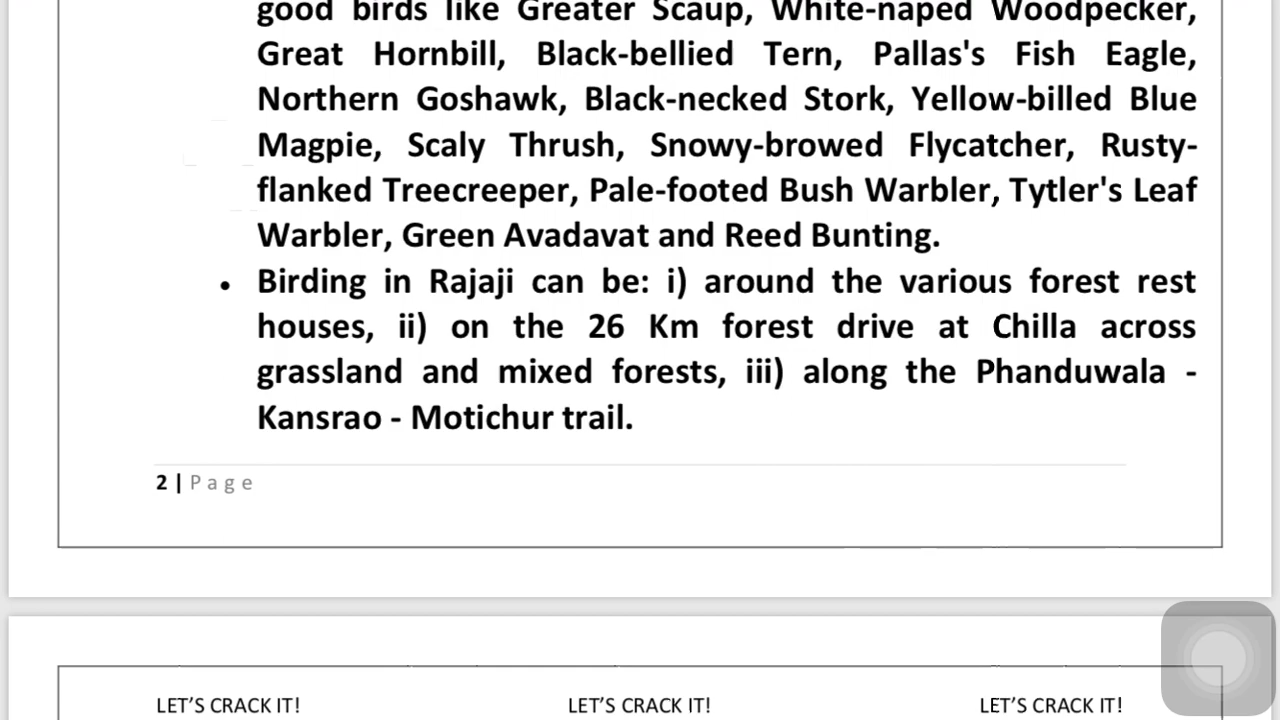 good birds like Greater Scaup, White-naped Woodpecker,
Great Hornbill, Black-bellied Tern, Pallas's Fish Eagle,
Northern Goshawk, Black-necked Stork, Yellow-billed Blue
Magpie, Scaly Thrush, Snowy-browed Flycatcher, Rusty-
flanked Treecreeper, Pale-footed Bush Warbler, Tytler's Leaf
Warbler, Green Avadavat and Reed Bunting.
• Birding in Rajaji can be: i) around the various forest rest
houses, ii) on the 26 Km forest drive at Chilla across
grassland and mixed forests, iii) along the Phanduwala -
Kansrao - Motichur trail.
2 | Page
LET’S CRACK IT! LET’S CRACK IT! LET’S CRACK IT!